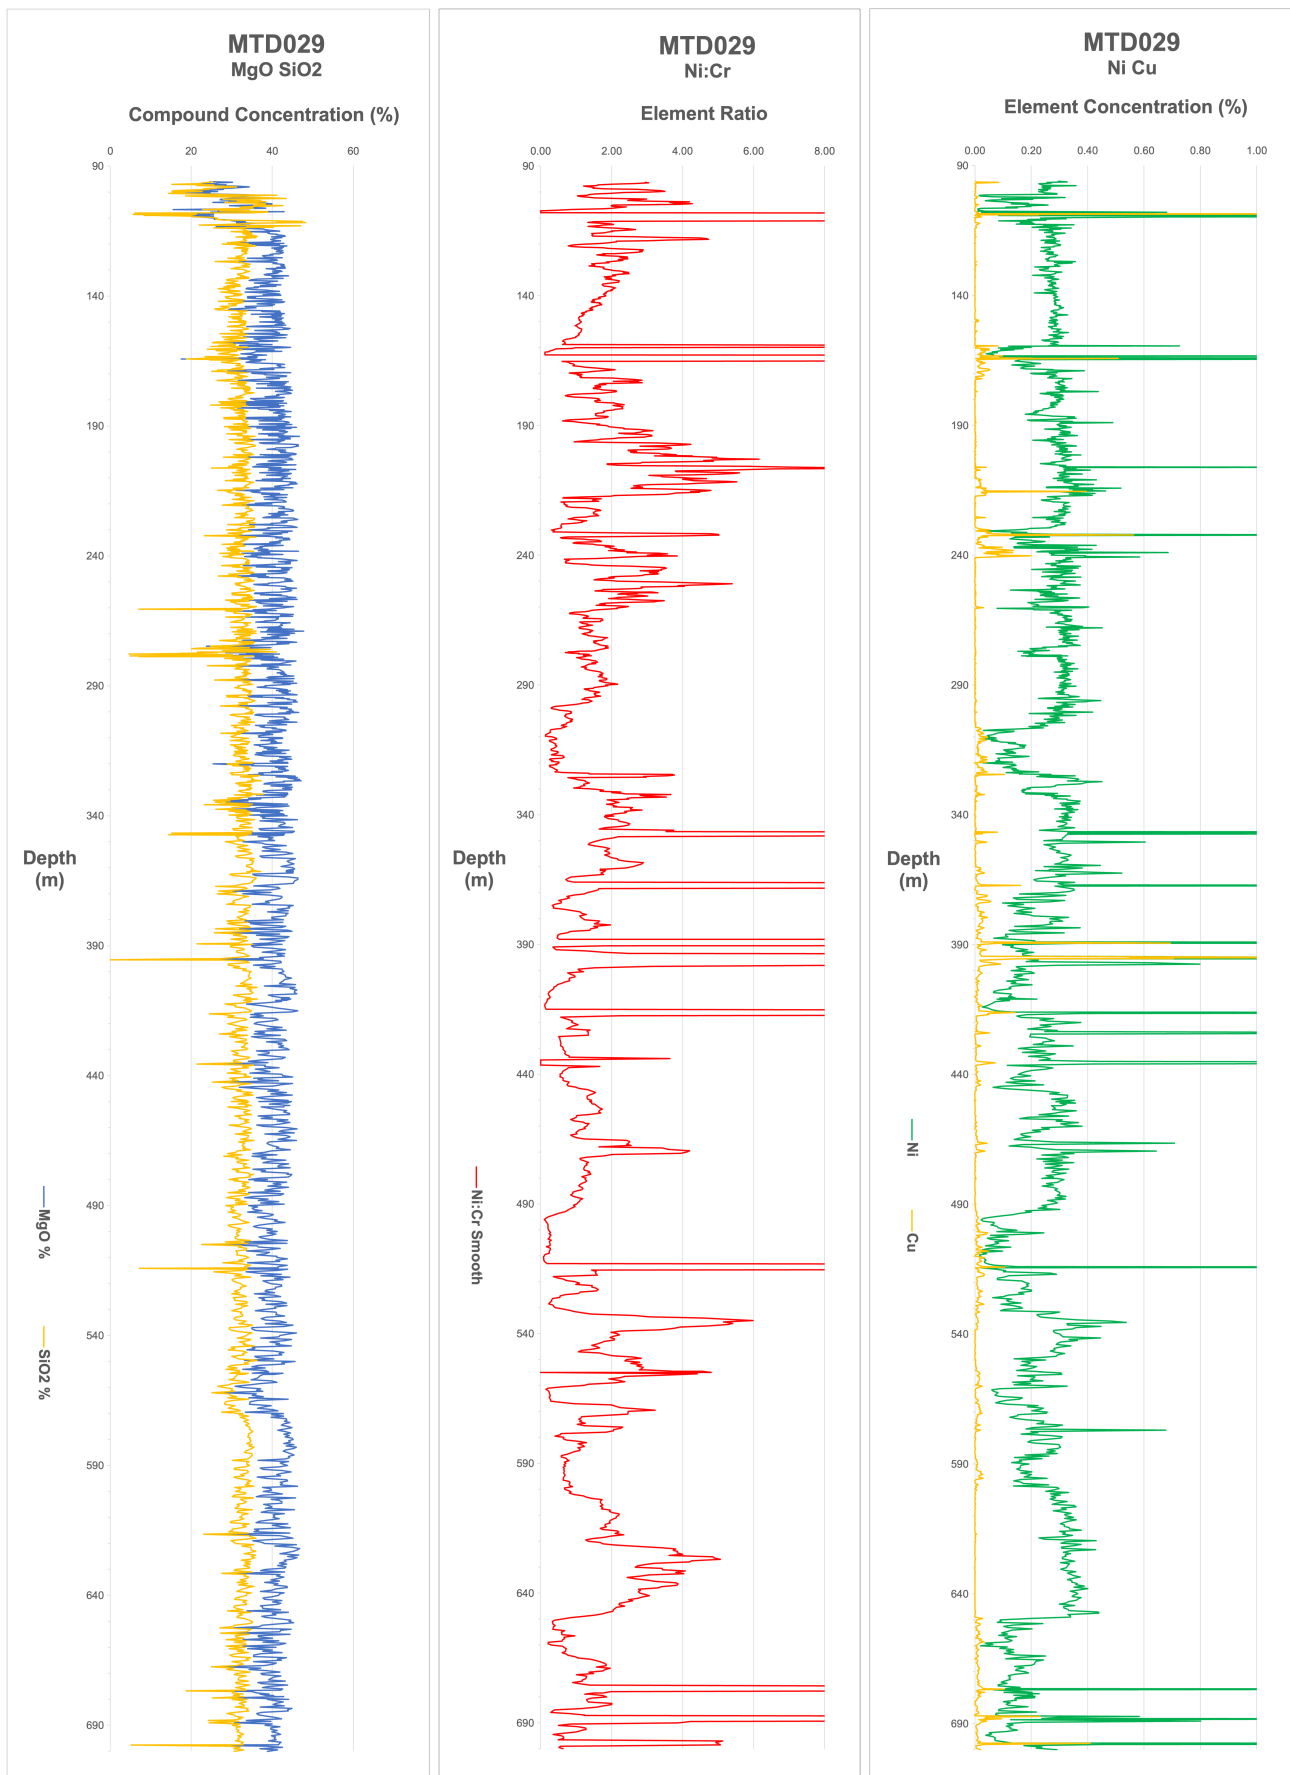 MTD029
MgO SiO2
Compound Concentration (%)
0 20 40 60
90
140
190
240
290
340
390
440
490
540
590
640
690
Depth
(m)
MgO %
SiO2 %
MTD029
Ni:Cr
Element Ratio
0.00 2.00 4.00 6.00 8.00
90
140
190
240
290
340
390
440
490
540
590
640
690
Depth
(m)
Ni:Cr Smooth
MTD029
Ni Cu
Element Concentration (%)
0.00 0.20 0.40 0.60 0.80 1.00
90
140
190
240
290
340
390
440
490
540
590
640
690
Depth
(m)
Ni
Cu